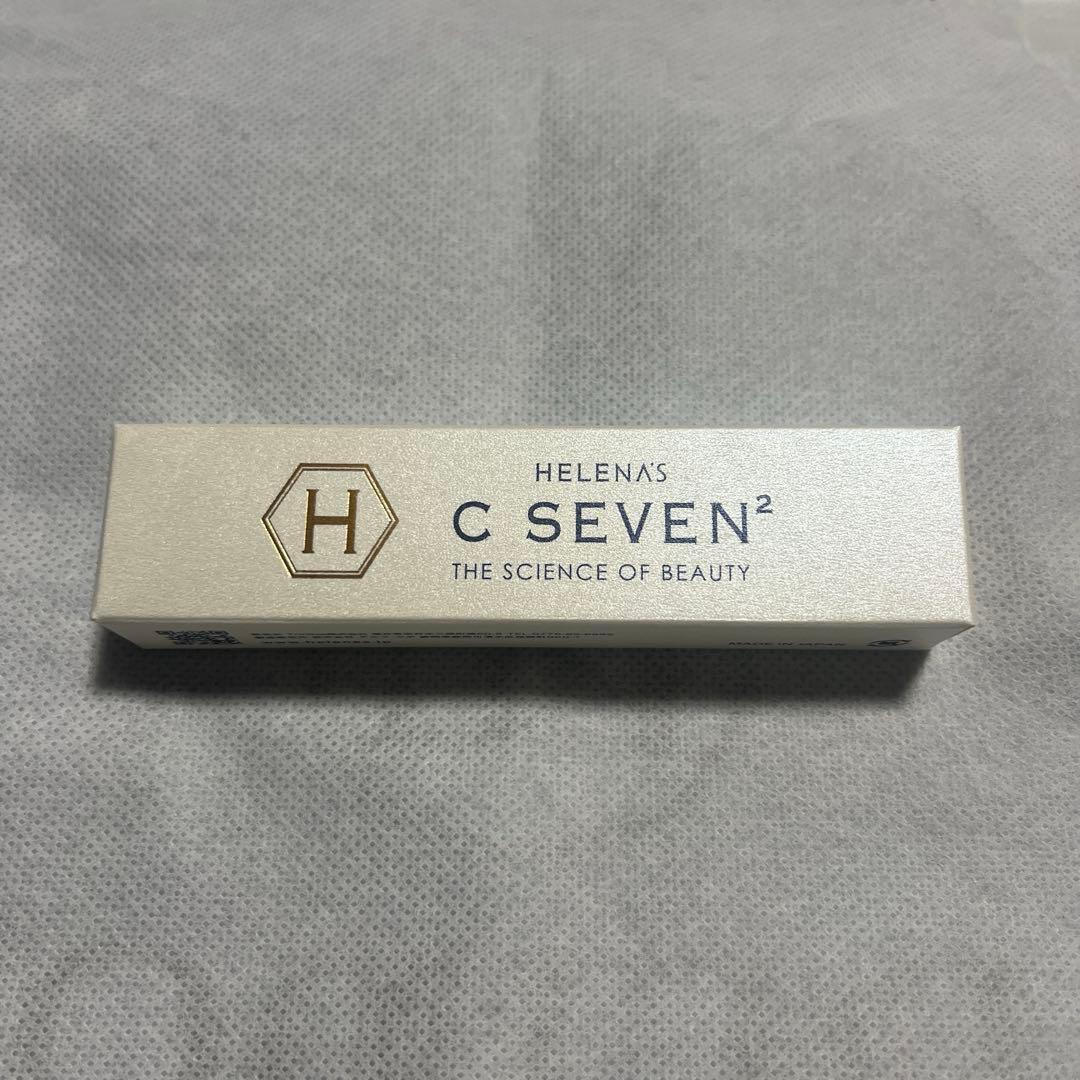 H
HELENA'S
C SEVEN²
THE SCIENCE OF BEAUTY
MADE IN JAPAN